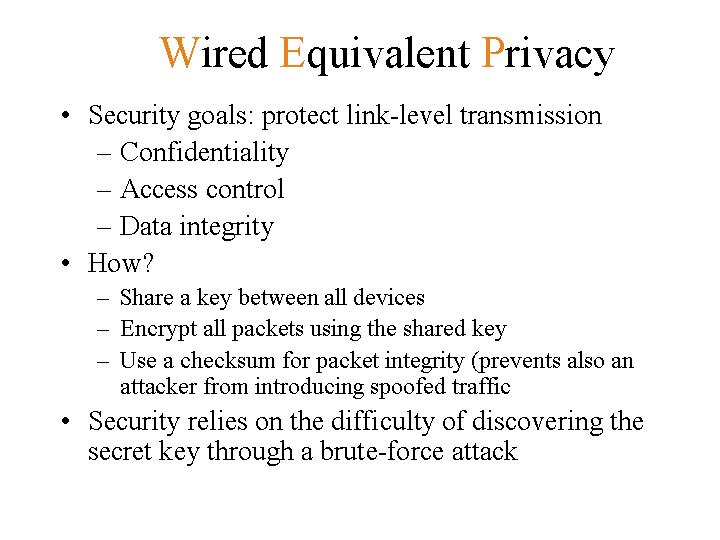 Wired Equivalent Privacy
• Security goals: protect link-level transmission
– Confidentiality
– Access control
– Data integrity
• How?
– Share a key between all devices
– Encrypt all packets using the shared key
– Use a checksum for packet integrity (prevents also an
attacker from introducing spoofed traffic
• Security relies on the difficulty of discovering the
secret key through a brute-force attack